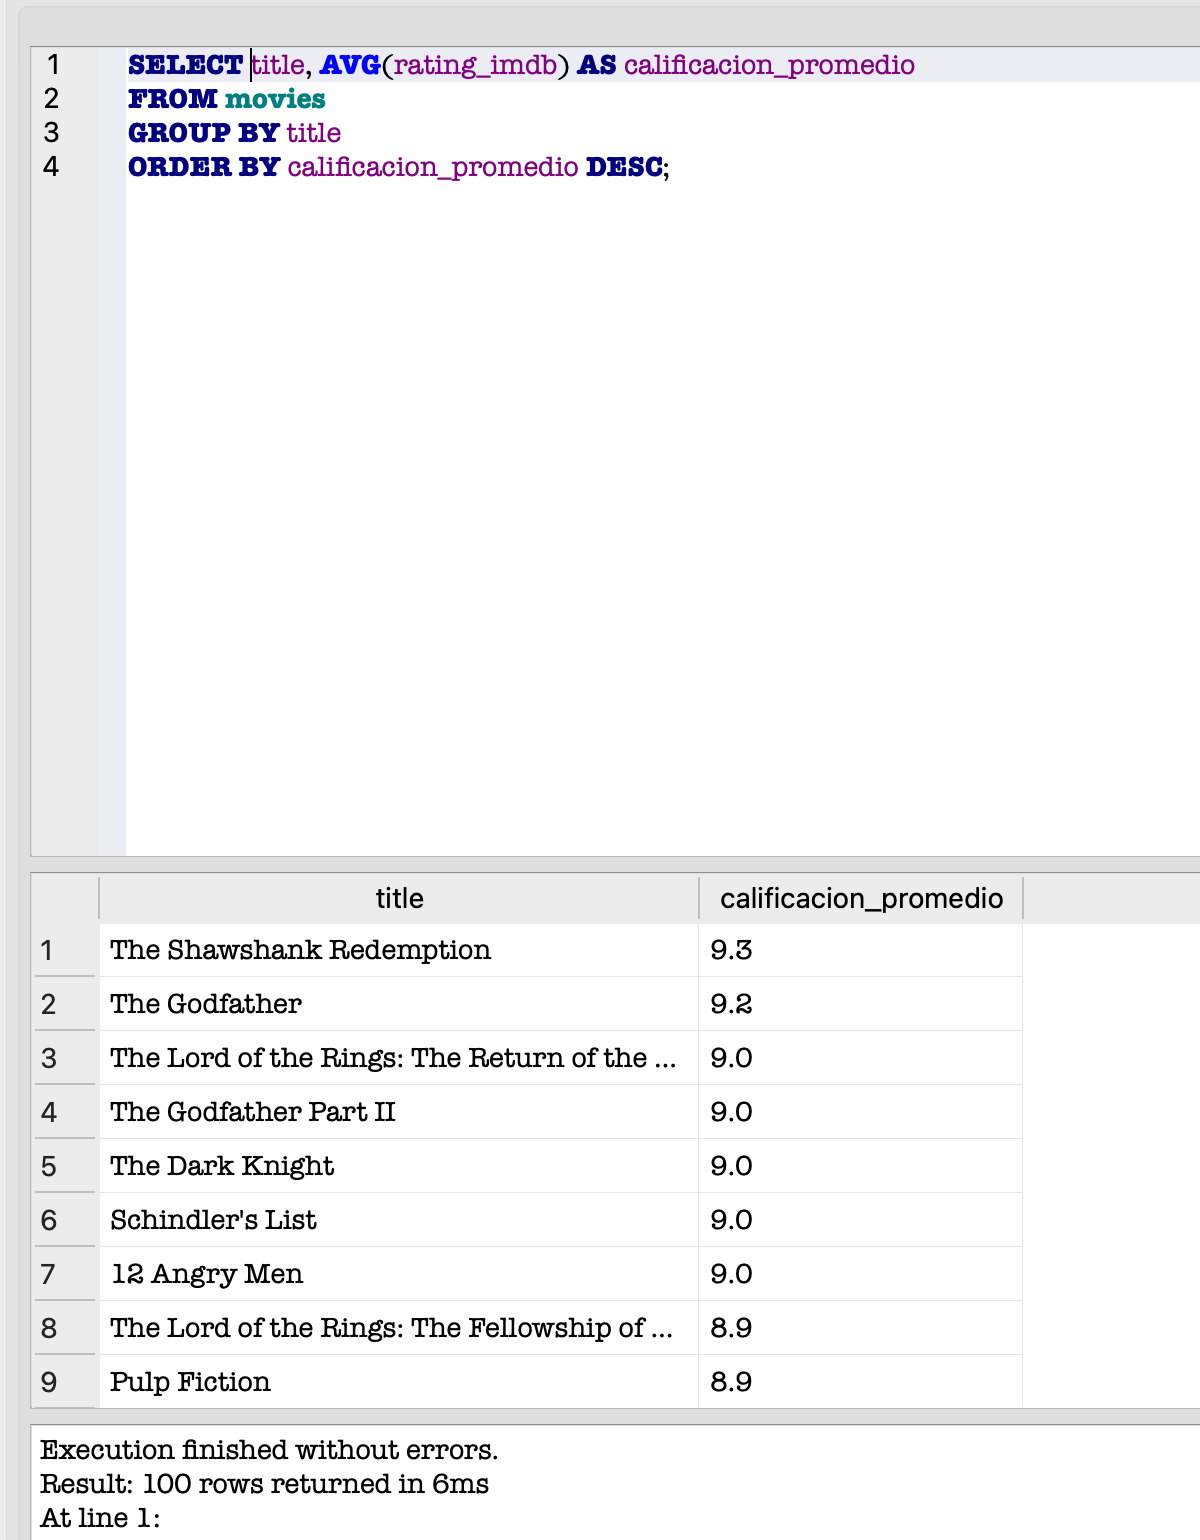 1 SELECT title, AVG(rating_imdb) AS calificacion_promedio
2 FROM movies
3 GROUP BY title
4 ORDER BY calificacion_promedio DESC;
title calificacion_promedio
1 The Shawshank Redemption 9.3
2 The Godfather 9.2
3 The Lord of the Rings: The Return of the ... 9.0
4 The Godfather Part II 9.0
5 The Dark Knight 9.0
6 Schindler's List 9.0
7 12 Angry Men 9.0
8 The Lord of the Rings: The Fellowship of ... 8.9
9 Pulp Fiction 8.9
Execution finished without errors.
Result: 100 rows returned in 6ms
At line 1: